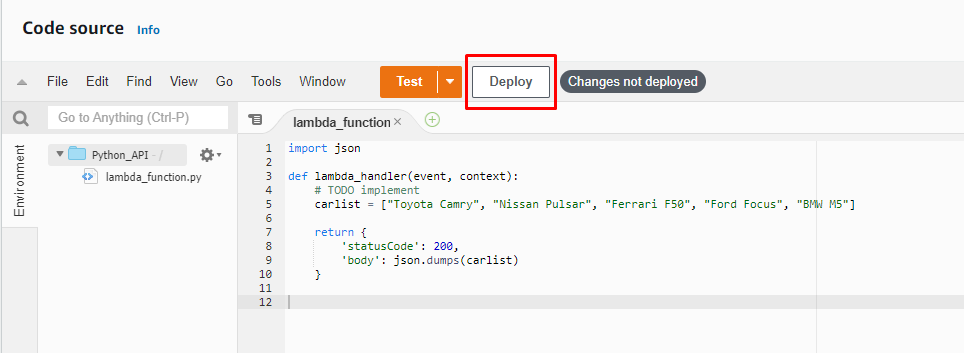 Code source Info
File Edit Find View Go Tools Window Test Deploy Changes not deployed
Go to Anything (Ctrl-P)
lambda_function
Environment
Python_API - /
lambda_function.py
1 import json
2
3 def lambda_handler(event, context):
4 # TODO implement
5 carlist = ["Toyota Camry", "Nissan Pulsar", "Ferrari F50", "Ford Focus", "BMW M5"]
6
7 return {
8 'statusCode': 200,
9 'body': json.dumps(carlist)
10 }
11
12